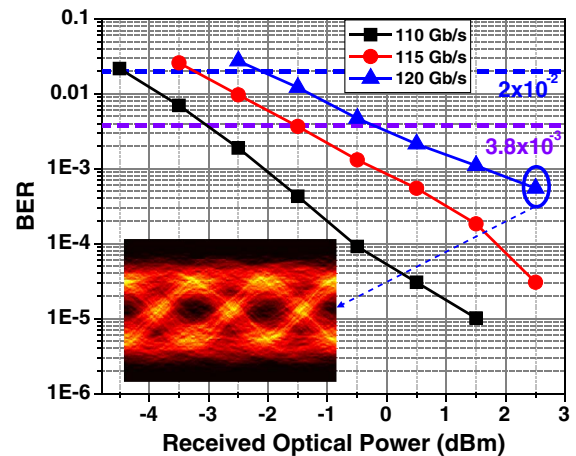 110 Gb/s
115 Gb/s
120 Gb/s
0.1
0.01
1E-3
1E-4
1E-5
1E-6
BER
2x10⁻²
3.8x10⁻³
-4 -3 -2 -1 0 1 2 3
Received Optical Power (dBm)